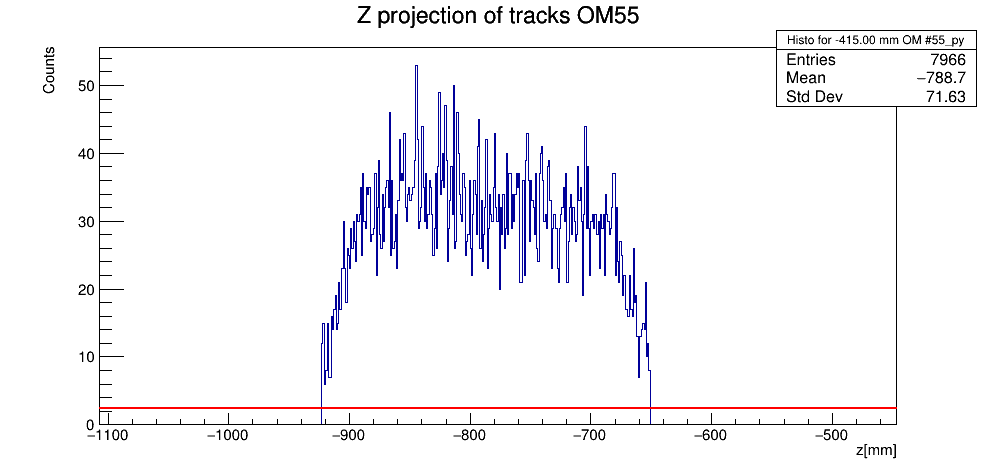 Z projection of tracks OM55
Histo for -415.00 mm OM #55_py
Entries 7966
Mean −788.7
Std Dev 71.63
Counts
50
40
30
20
10
0
−1100 −1000 −900 −800 −700 −600 −500
z[mm]